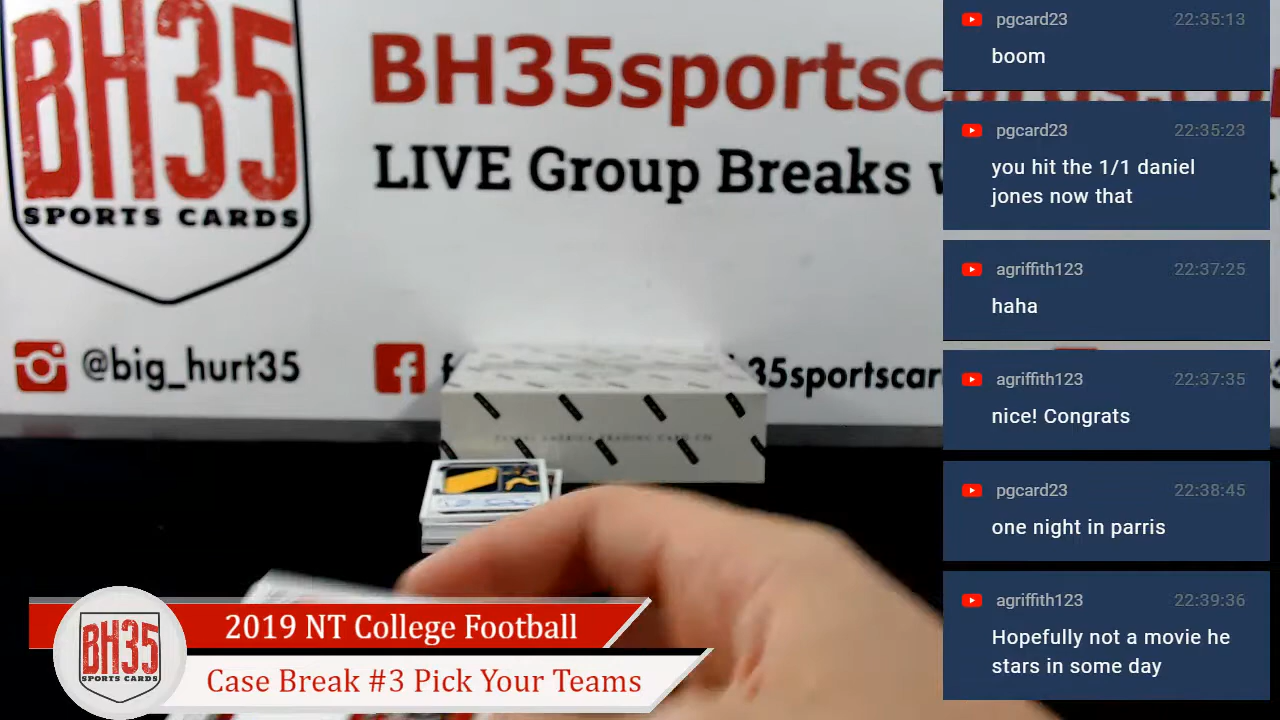 BH35
SPORTS CARDS
BH35sportsc
LIVE Group Breaks
@big_hurt35
35sportscar
pgcard23 22:35:13
boom
pgcard23 22:35:23
you hit the 1/1 daniel
jones now that
agriffith123 22:37:25
haha
agriffith123 22:37:35
nice! Congrats
pgcard23 22:38:45
one night in parris
agriffith123 22:39:36
Hopefully not a movie he
stars in some day
BH35
SPORTS CARDS
2019 NT College Football
Case Break #3 Pick Your Teams